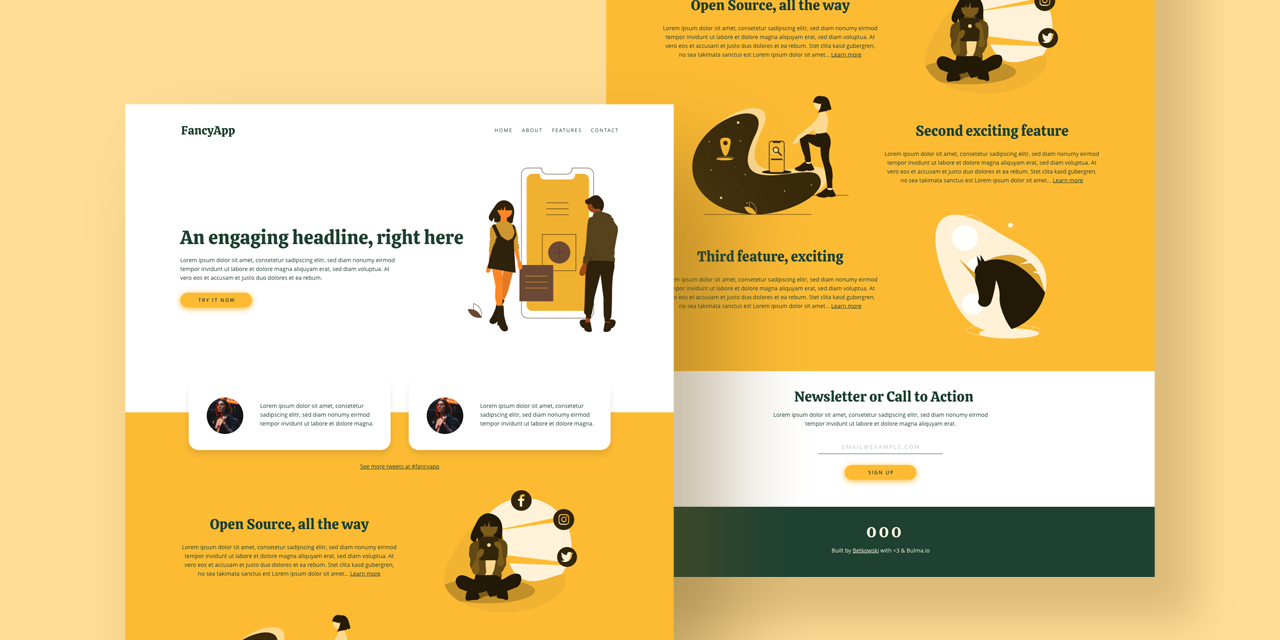 FancyApp
HOME ABOUT FEATURES CONTACT
An engaging headline, right here
Lorem ipsum dolor sit amet, consetetur sadipscing elitr, sed diam nonumy eirmod
tempor invidunt ut labore et dolore magna aliquyam erat, sed diam voluptua. At
vero eos et accusam et justo duo dolores et ea rebum.
TRY IT NOW
Lorem ipsum dolor sit amet, consetetur
sadipscing elitr, sed diam nonumy eirmod
tempor invidunt ut labore et dolore magna.
Lorem ipsum dolor sit amet, consetetur
sadipscing elitr, sed diam nonumy eirmod
tempor invidunt ut labore et dolore magna.
See more tweets at #fancyapp
Open Source, all the way
Lorem ipsum dolor sit amet, consetetur sadipscing elitr, sed diam nonumy eirmod
tempor invidunt ut labore et dolore magna aliquyam erat, sed diam voluptua. At
vero eos et accusam et justo duo dolores et ea rebum. Stet clita kasd gubergren,
no sea takimata sanctus est Lorem ipsum dolor sit amet... Learn more
Open Source, all the way
Lorem ipsum dolor sit amet, consetetur sadipscing elitr, sed diam nonumy eirmod
tempor invidunt ut labore et dolore magna aliquyam erat, sed diam voluptua. At
vero eos et accusam et justo duo dolores et ea rebum. Stet clita kasd gubergren,
no sea takimata sanctus est Lorem ipsum dolor sit amet... Learn more
Second exciting feature
Lorem ipsum dolor sit amet, consetetur sadipscing elitr, sed diam nonumy eirmod
tempor invidunt ut labore et dolore magna aliquyam erat, sed diam voluptua. At
vero eos et accusam et justo duo dolores et ea rebum. Stet clita kasd gubergren,
no sea takimata sanctus est Lorem ipsum dolor sit amet... Learn more
Third feature, exciting
ipsum dolor sit amet, consetetur sadipscing elitr, sed diam nonumy eirmod
invidunt ut labore et dolore magna aliquyam erat, sed diam voluptua. At
eos et accusam et justo duo dolores et ea rebum. Stet clita kasd gubergren,
no sea takimata sanctus est Lorem ipsum dolor sit amet... Learn more
Newsletter or Call to Action
Lorem ipsum dolor sit amet, consetetur sadipscing elitr, sed diam nonumy eirmod
tempor invidunt ut labore et dolore magna aliquyam erat.
EMAIL@EXAMPLE.COM
SIGN UP
OOO
Built by Betkowski with <3 & Bulma.io